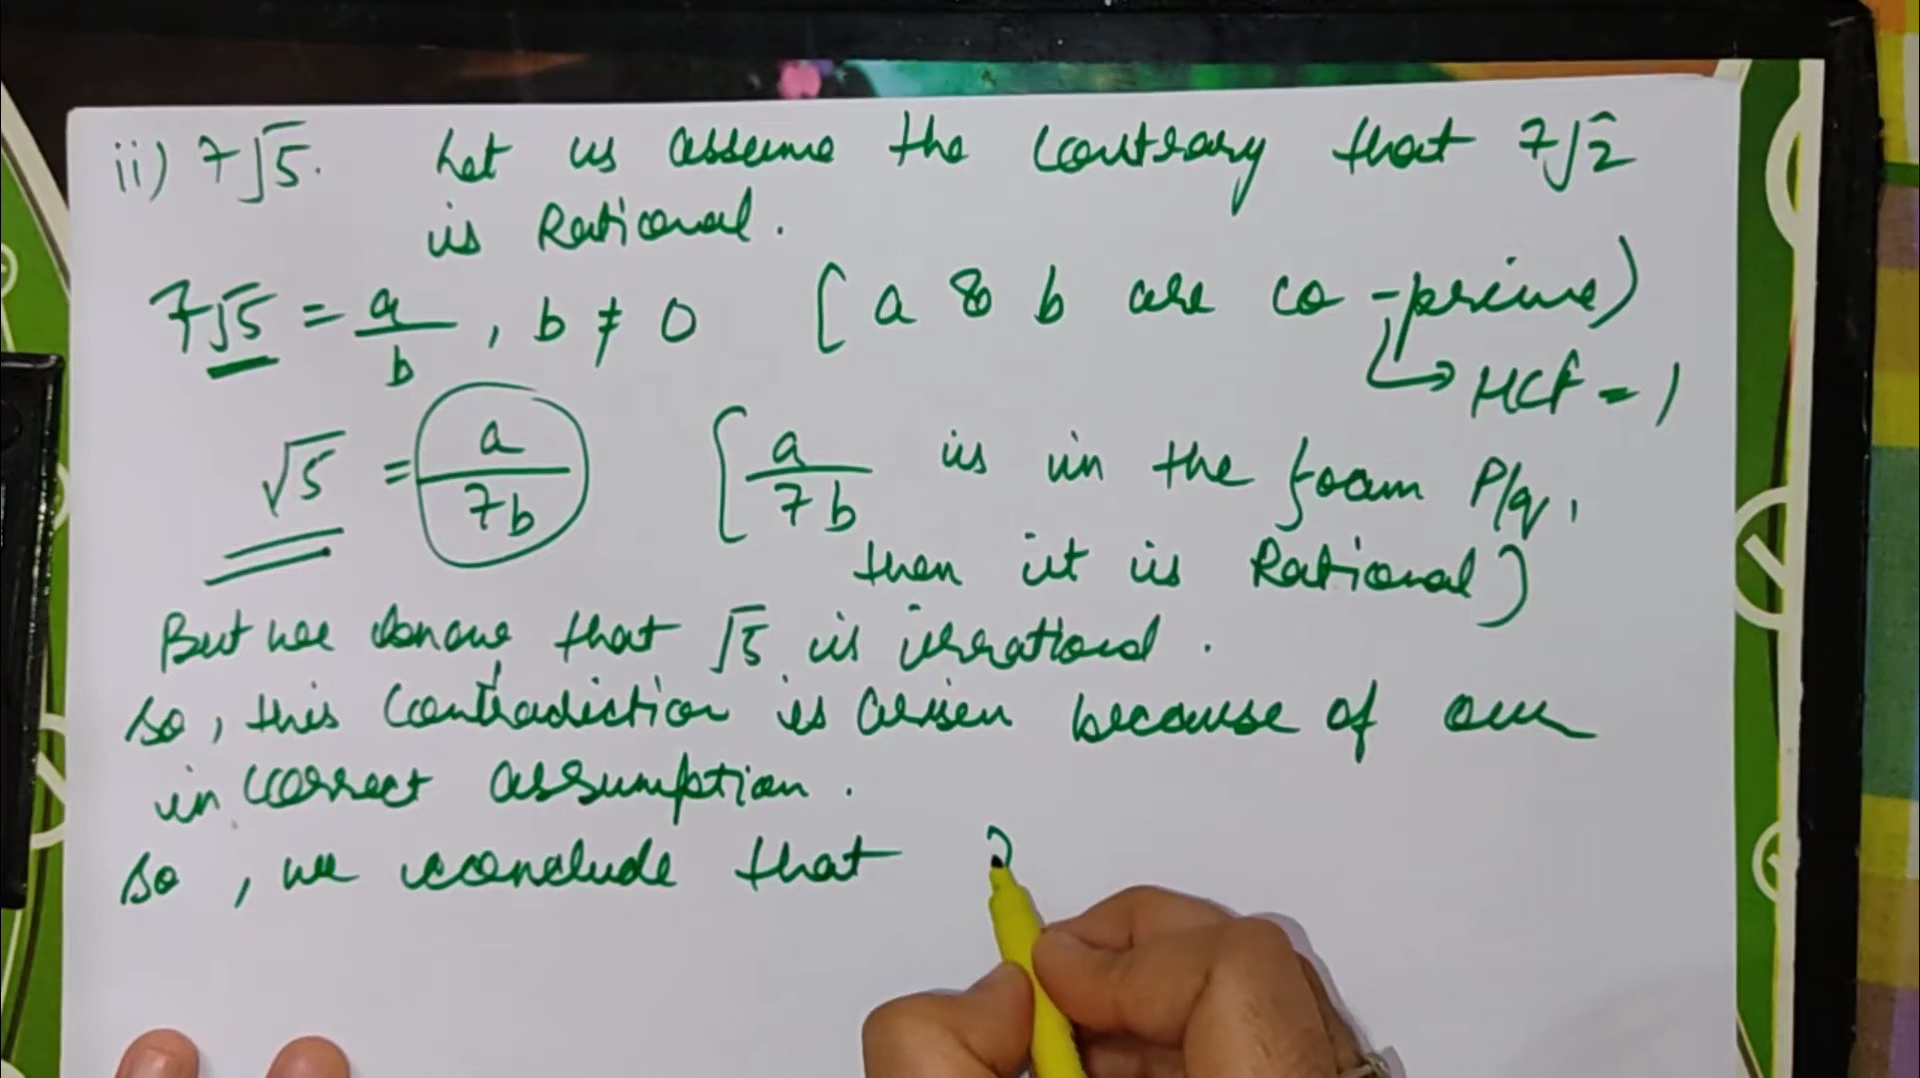 ii) 7√5. Let us assume the contrary that 7√2
is Rational.
7√5 = a/b, b ≠ 0 [a & b are co-prime)
↳ HCF = 1
√5 = a/7b [a/7b is in the foam P/q,
then it is Rational)
But we know that √5 is irrational.
So, this contradiction is arisen because of our
incorrect assumption.
So, we conclude that